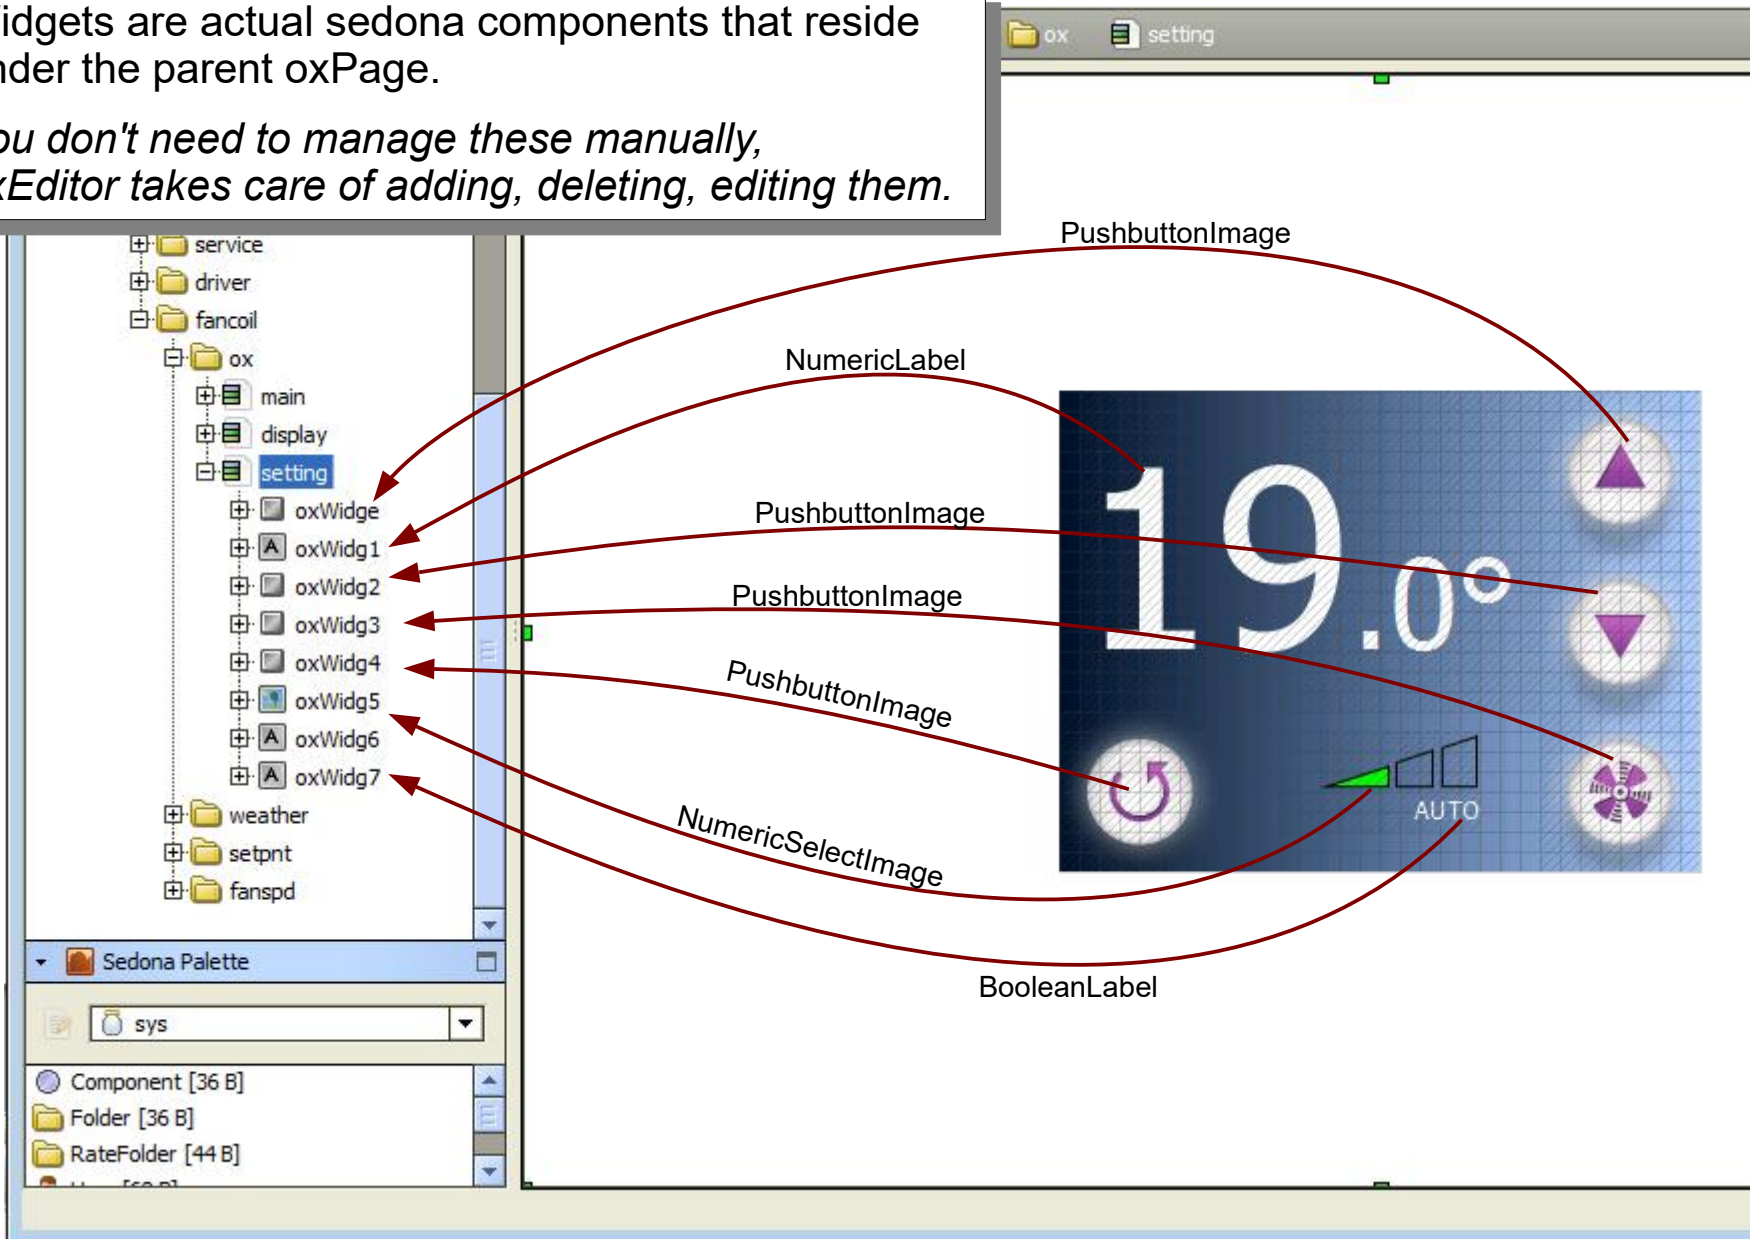 idgets are actual sedona components that reside
nder the parent oxPage.
ou don't need to manage these manually,
xEditor takes care of adding, deleting, editing them.
ox setting
service
driver
fancoil
ox
main
display
setting
oxWidge
oxWidg1
oxWidg2
oxWidg3
oxWidg4
oxWidg5
oxWidg6
oxWidg7
weather
setpnt
fanspd
Sedona Palette
sys
Component [36 B]
Folder [36 B]
RateFolder [44 B]
PushbuttonImage
NumericLabel
PushbuttonImage
PushbuttonImage
PushbuttonImage
NumericSelectImage
BooleanLabel
19.0°
AUTO